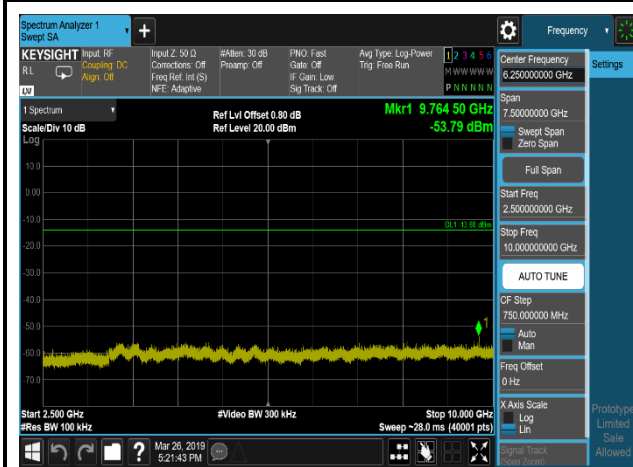 Spectrum Analyzer 1
Swept SA
+
Frequency
KEYSIGHT
RL
Input: RF
Coupling: DC
Align: Off
Input Z: 50 Ω
Corrections: Off
Freq Ref: Int (S)
NFE: Adaptive
#Atten: 30 dB
Preamp: Off
PNO: Fast
Gate: Off
IF Gain: Low
Sig Track: Off
Avg Type: Log-Power
Trig: Free Run
1 2 3 4 5 6
M W W W W W
P N N N N N
LXI
1 Spectrum
Scale/Div 10 dB
Log
Ref Lvl Offset 0.80 dB
Ref Level 20.00 dBm
Mkr1 9.764 50 GHz
-53.79 dBm
10.0
0.00
-10.0
DL1 -13.88 dBm
-20.0
-30.0
-40.0
-50.0
1
-60.0
-70.0
Start 2.500 GHz
#Res BW 100 kHz
#Video BW 300 kHz
Stop 10.000 GHz
Sweep ~28.0 ms (40001 pts)
?
Mar 26, 2019
5:21:43 PM
Center Frequency
6.250000000 GHz
Span
7.50000000 GHz
Swept Span
Zero Span
Full Span
Start Freq
2.500000000 GHz
Stop Freq
10.000000000 GHz
AUTO TUNE
CF Step
750.000000 MHz
Auto
Man
Freq Offset
0 Hz
X Axis Scale
Log
Lin
Signal Track
(Span Zoom)
Settings
Prototype
Limited
Sale
Allowed